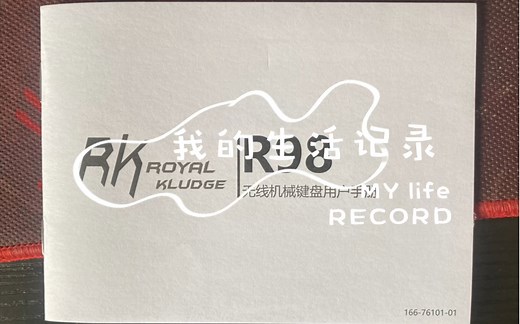 RK ROYAL KLUDGE
R98
无线机械键盘用户手册
我的生活记录
MY life
RECORD
166-76101-01